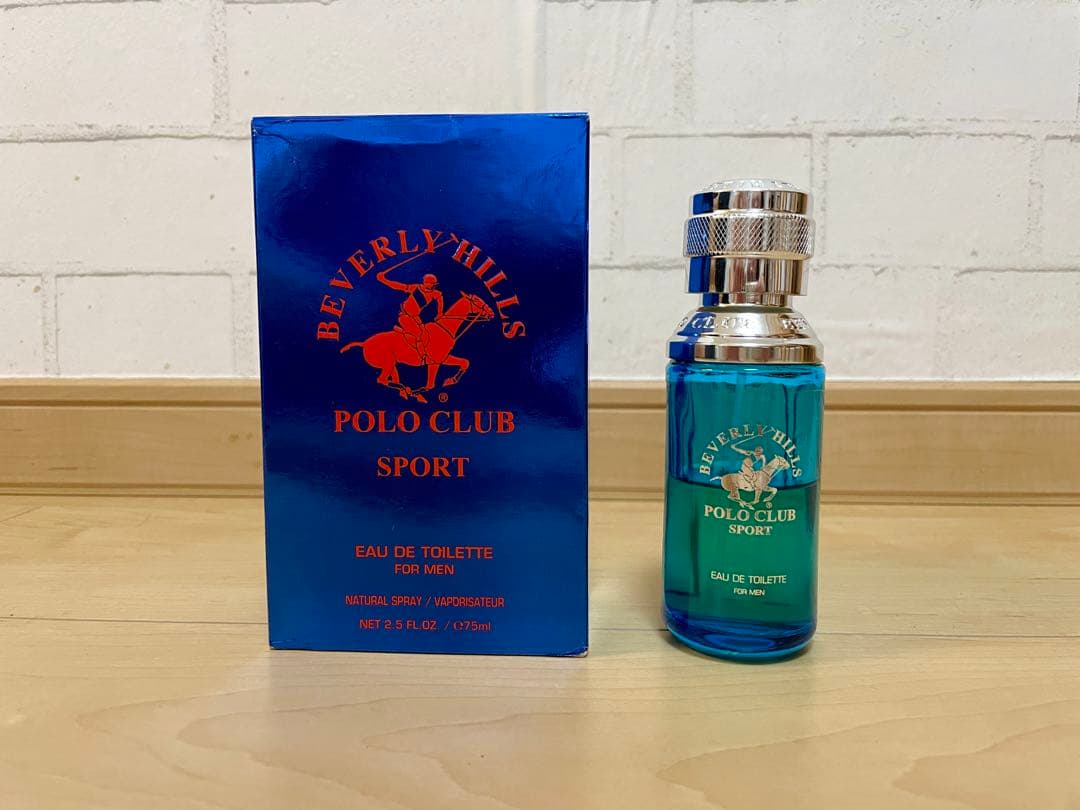 BEVERLY HILLS
®
POLO CLUB
SPORT
EAU DE TOILETTE
FOR MEN
NATURAL SPRAY / VAPORISATEUR
NET 2.5 FL.OZ. / ℮75ml
BEVERLY HILLS
®
POLO CLUB
SPORT
EAU DE TOILETTE
FOR MEN